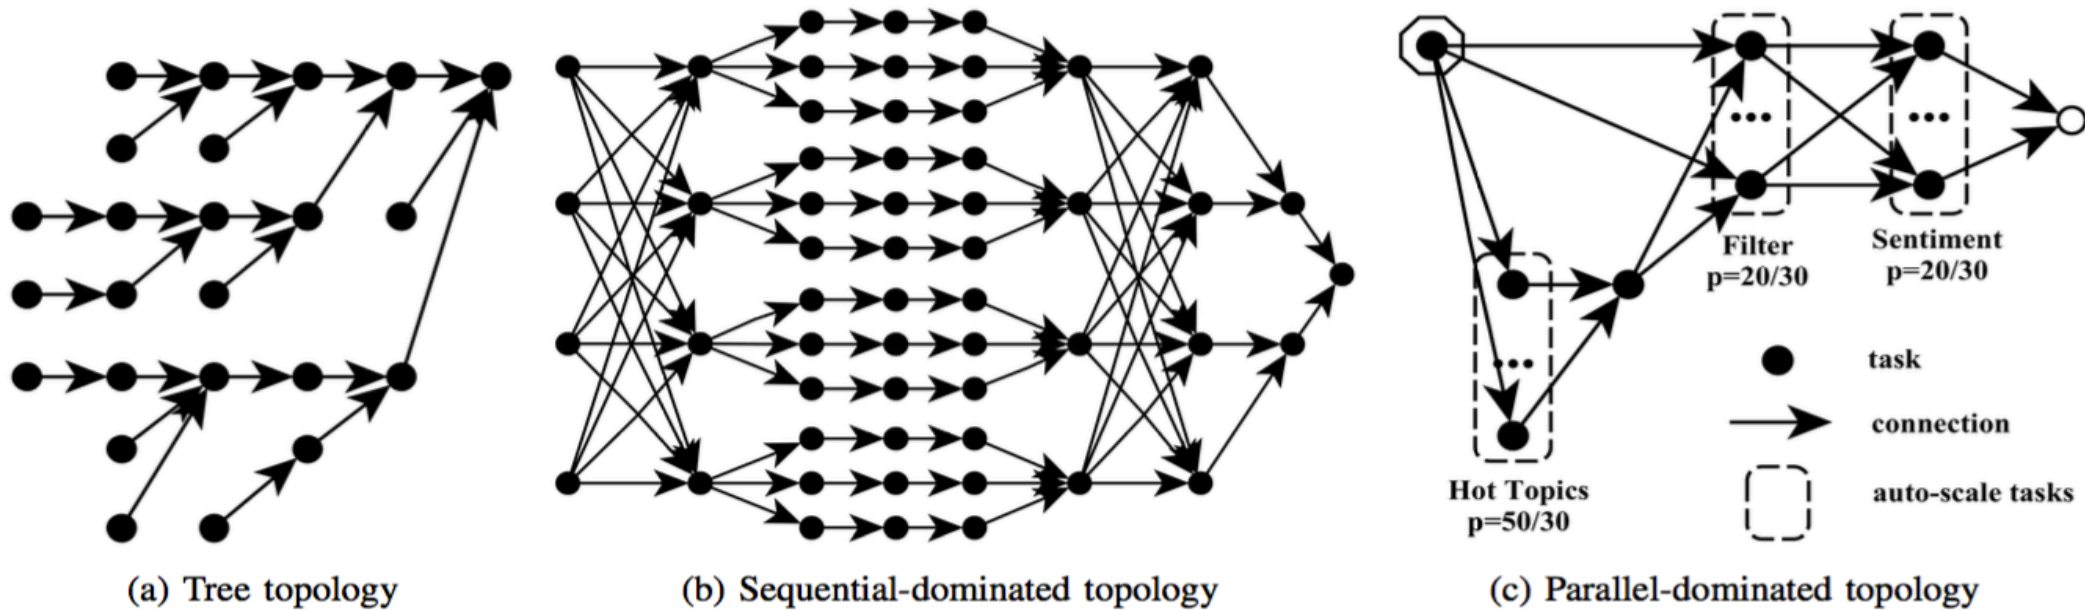 Filter
p=20/30
Sentiment
p=20/30
task
connection
Hot Topics
p=50/30
auto-scale tasks
(a) Tree topology
(b) Sequential-dominated topology
(c) Parallel-dominated topology